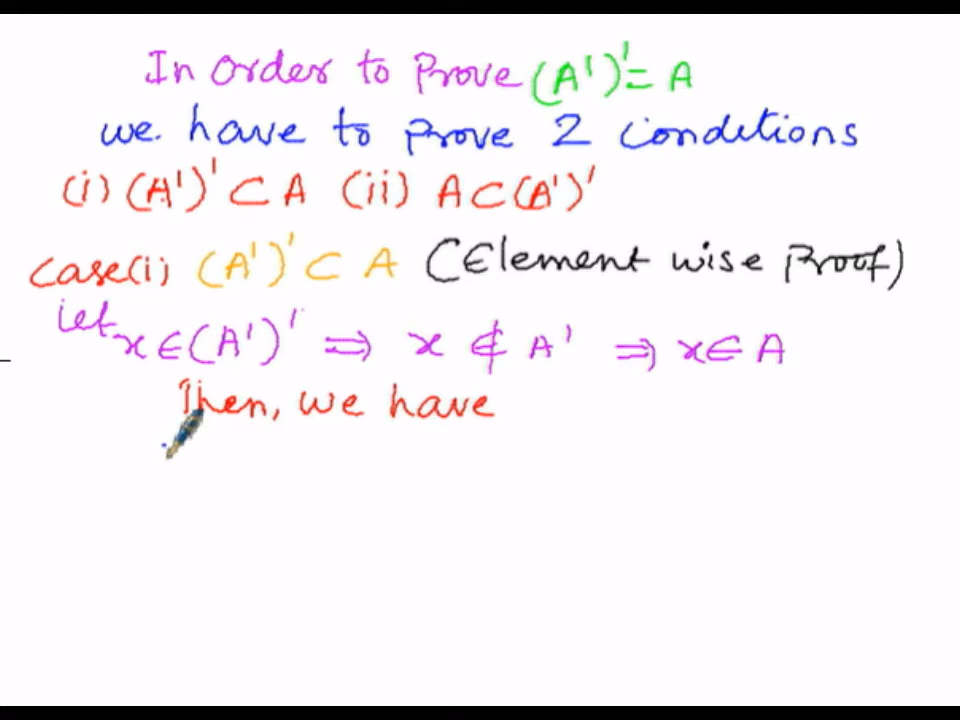 In order to Prove (A')' = A
we. have to Prove 2 conditions
(i) (A')' ⊂ A (ii) A ⊂ (A')'
Case(i) (A')' ⊂ A (Element wise Proof)
let x ∈ (A')' ⇒ x ∉ A' ⇒ x ∈ A
Then, we have